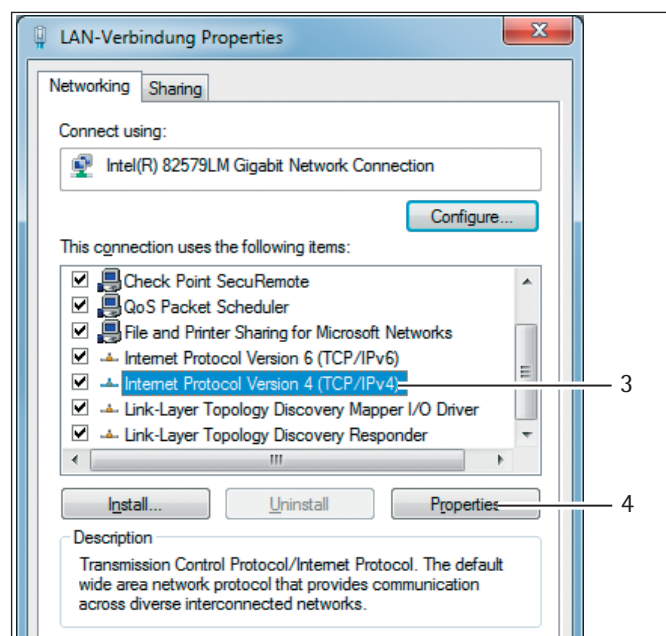 LAN-Verbindung Properties
Networking
Sharing
Connect using:
Intel(R) 82579LM Gigabit Network Connection
Configure...
This connection uses the following items:
Check Point SecuRemote
QoS Packet Scheduler
File and Printer Sharing for Microsoft Networks
Internet Protocol Version 6 (TCP/IPv6)
Internet Protocol Version 4 (TCP/IPv4)
3
Link-Layer Topology Discovery Mapper I/O Driver
Link-Layer Topology Discovery Responder
Install...
Uninstall
Properties
4
Description
Transmission Control Protocol/Internet Protocol. The default
wide area network protocol that provides communication
across diverse interconnected networks.